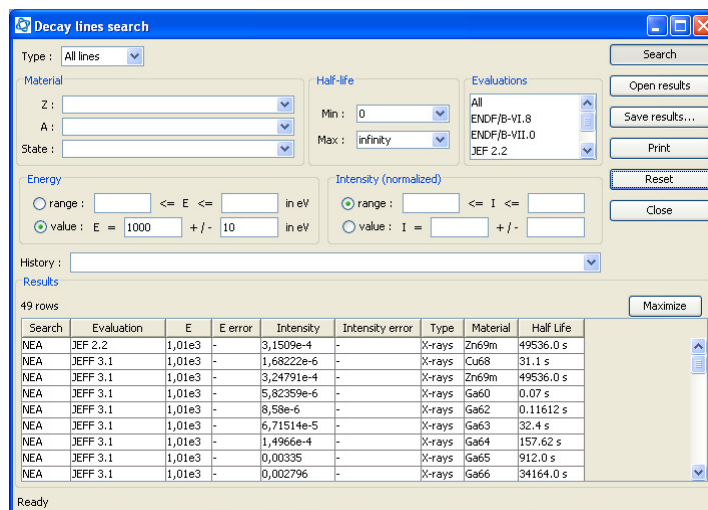 Decay lines search
Type : All lines
Search
Material
Z :
A :
State :
Half-life
Min : 0
Max : infinity
Evaluations
All
ENDF/B-VI.8
ENDF/B-VII.0
JEF 2.2
Open results
Save results...
Print
Reset
Close
Energy
range : <= E <= in eV
value : E = 1000 +/- 10 in eV
Intensity (normalized)
range : <= I <=
value : I = +/-
History :
Results
49 rows
Maximize
Search Evaluation E E error Intensity Intensity error Type Material Half Life
NEA JEF 2.2 1,01e3 - 3,1509e-4 - X-rays Zn69m 49536.0 s
NEA JEFF 3.1 1,01e3 - 1,68222e-6 - X-rays Cu68 31.1 s
NEA JEFF 3.1 1,01e3 - 3,24791e-4 - X-rays Zn69m 49536.0 s
NEA JEFF 3.1 1,01e3 - 5,82359e-6 - X-rays Ga60 0.07 s
NEA JEFF 3.1 1,01e3 - 8,58e-6 - X-rays Ga62 0.11612 s
NEA JEFF 3.1 1,01e3 - 6,71514e-5 - X-rays Ga63 32.4 s
NEA JEFF 3.1 1,01e3 - 1,4966e-4 - X-rays Ga64 157.62 s
NEA JEFF 3.1 1,01e3 - 0,00335 - X-rays Ga65 912.0 s
NEA JEFF 3.1 1,01e3 - 0,002796 - X-rays Ga66 34164.0 s
Ready